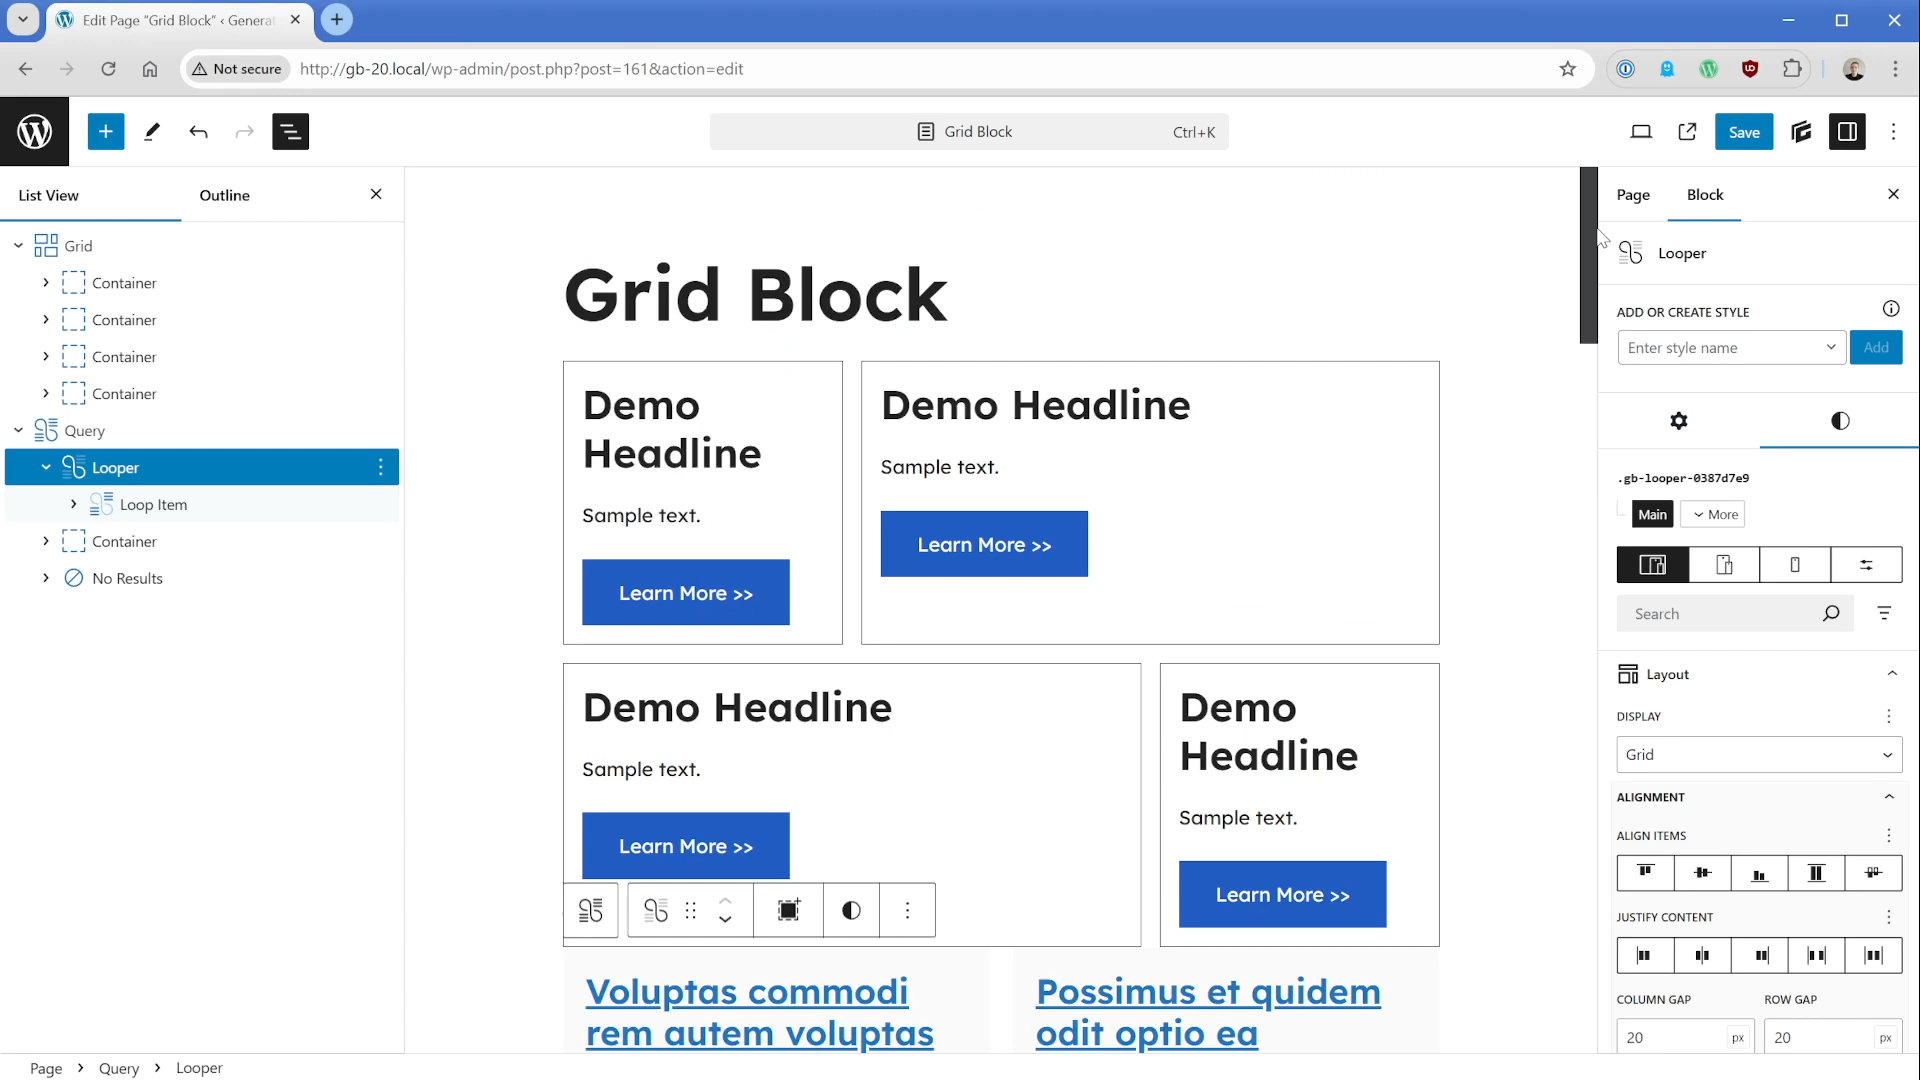 Edit Page "Grid Block" ‹ Genera
Not secure
http://gb-20.local/wp-admin/post.php?post=161&action=edit
Grid Block
Ctrl+K
Save
List View
Outline
Grid
Container
Container
Container
Container
Query
Looper
Loop Item
Container
No Results
Grid Block
Demo
Headline
Sample text.
Learn More >>
Demo Headline
Sample text.
Learn More >>
Demo Headline
Sample text.
Learn More >>
Demo
Headline
Sample text.
Learn More >>
Voluptas commodi
rem autem voluptas
Possimus et quidem
odit optio ea
Page
Block
Looper
ADD OR CREATE STYLE
Enter style name
Add
.gb-looper-0387d7e9
Main
More
Search
Layout
DISPLAY
Grid
ALIGNMENT
ALIGN ITEMS
JUSTIFY CONTENT
COLUMN GAP
ROW GAP
20 px
20 px
Page > Query > Looper